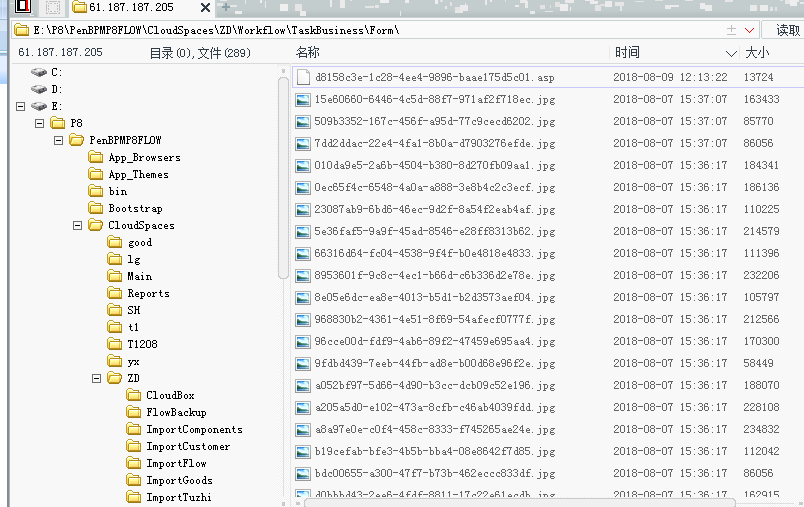 61.187.187.205
E:\P8\PenBPMP8FLOW\CloudSpaces\ZD\Workflow\TaskBusiness\Form\ 读取
61.187.187.205 目录(0),文件(289) 名称 时间 大小
C:
D:
E:
P8
PenBPMP8FLOW
App_Browsers
App_Themes
bin
Bootstrap
CloudSpaces
good
lg
Main
Reports
SH
t1
T1208
yx
ZD
CloudBox
FlowBackup
ImportComponents
ImportCustomer
ImportFlow
ImportGoods
ImportTuzhi
d8158c3e-1c28-4ee4-9896-baae175d5c01.asp 2018-08-09 12:13:22 13724
15e60660-6446-4c5d-88f7-971af2f718ec.jpg 2018-08-07 15:37:07 163433
509b3352-167c-456f-a95d-77c9cecd6202.jpg 2018-08-07 15:37:07 85770
7dd2ddac-22e4-4fa1-8b0a-d7903276efde.jpg 2018-08-07 15:37:07 86056
010da9e5-2a6b-4504-b380-8d270fb09aa1.jpg 2018-08-07 15:36:17 184341
0ec65f4c-6548-4a0a-a888-3e8b4c2c3ecf.jpg 2018-08-07 15:36:17 186136
23087ab9-6bd6-46ec-9d2f-8a54f2eab4af.jpg 2018-08-07 15:36:17 110225
5e36faf5-9a9f-45ad-8546-e28ff8313b62.jpg 2018-08-07 15:36:17 214579
66316d64-fc04-4538-9f4f-b0e4818e4833.jpg 2018-08-07 15:36:17 111396
8953601f-9c8c-4ec1-b66d-c6b336d2e78e.jpg 2018-08-07 15:36:17 232206
8e05e6dc-ea8e-4013-b5d1-b2d3573aef04.jpg 2018-08-07 15:36:17 105797
968830b2-4361-4e51-8f69-54afecf0777f.jpg 2018-08-07 15:36:17 212566
96cce00d-fdf9-4ab6-89f2-47459e695aa4.jpg 2018-08-07 15:36:17 170300
9fdbd439-7eeb-44fb-ad8e-b00d68e96f2e.jpg 2018-08-07 15:36:17 58449
a052bf97-5d66-4d90-b3cc-dcb09c52e196.jpg 2018-08-07 15:36:17 188070
a205a5d0-e102-473a-8cfb-c46ab4039fdd.jpg 2018-08-07 15:36:17 228108
a8a97e0e-c0f4-458c-8333-f745265ae24e.jpg 2018-08-07 15:36:17 234832
b19cefab-bfe3-4b5b-bba4-08e8642f7d85.jpg 2018-08-07 15:36:17 112042
bdc00655-a300-47f7-b73b-462eccc833df.jpg 2018-08-07 15:36:17 86056
d0bbbd43-2ee6-4fdf-8811-17c22e61ecdb.jpg 2018-08-07 15:36:17 162915